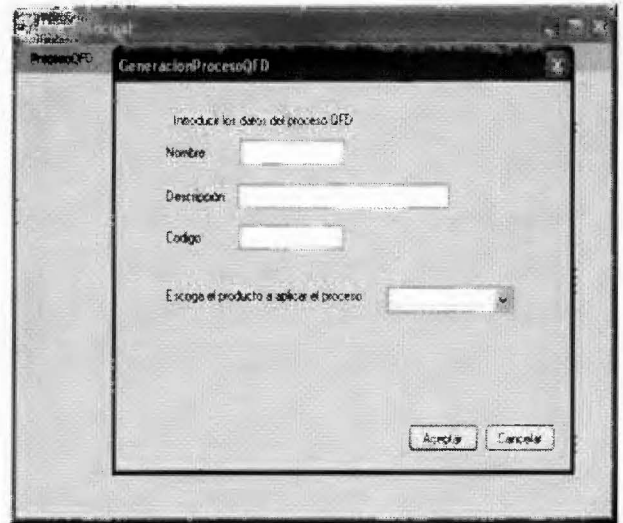 ProcesoQFD
GeneracionProcesoQFD
Introducir los datos del proceso QFD
Nombre
Descripción
Codigo
Escoga el producto a aplicar el proceso
Aceptar
Cancelar